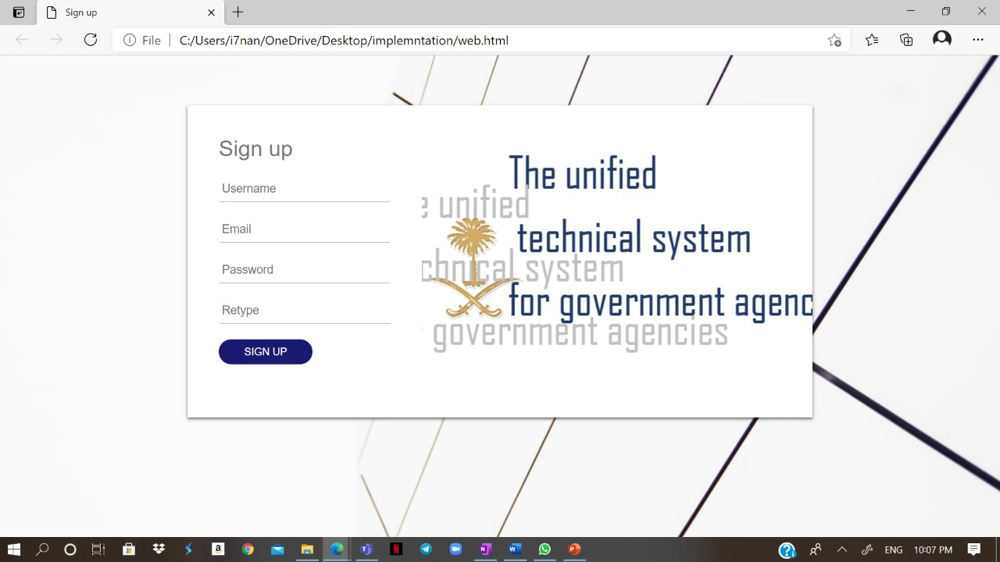 Sign up
File
C:/Users/i7nan/OneDrive/Desktop/implemntation/web.html
Sign up
Username
Email
Password
Retype
SIGN UP
The unified
technical system
for government agenc
e unified
chnical system
government agencies
a
N
T
N
W
P
ENG
10:07 PM